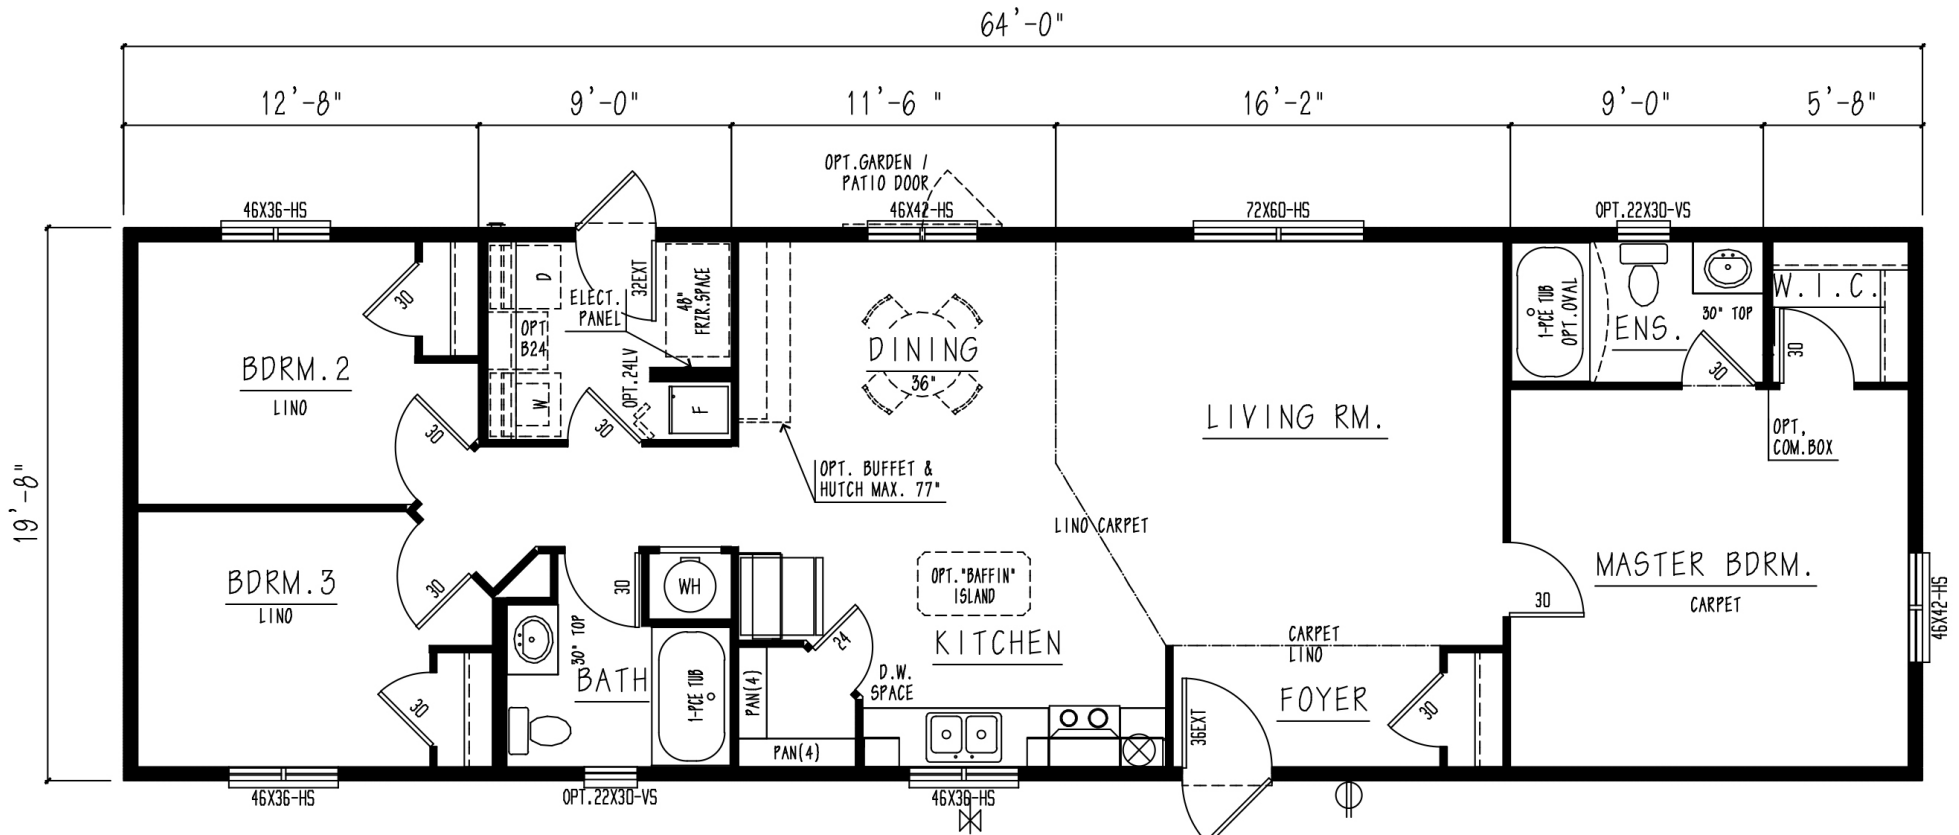 64'-0"
12'-8"
9'-0"
11'-6 "
16'-2"
9'-0"
5'-8"
OPT.GARDEN /
PATIO DOOR
46X36-HS
46X42-HS
72X60-HS
OPT.22X30-VS
19'-8"
30
BDRM.2
LINO
30
D
OPT
B24
W
ELECT.
PANEL
32EXT
48"
FRZR.SPACE
OPT.24LV
30
F
DINING
36"
OPT. BUFFET &
HUTCH MAX. 77"
LIVING RM.
LINO CARPET
1-PCE TUB
OPT.OVAL
ENS.
30" TOP
30
W.I.C.
30
OPT,
COM.BOX
MASTER BDRM.
CARPET
30
46X42-HS
BDRM.3
LINO
30
30
30" TOP
BATH
30
WH
1-PCE TUB
24
PAN(4)
PAN(4)
OPT."BAFFIN"
ISLAND
KITCHEN
D.W.
SPACE
CARPET
LINO
FOYER
36EXT
30
46X36-HS
OPT.22X30-VS
46X36-HS